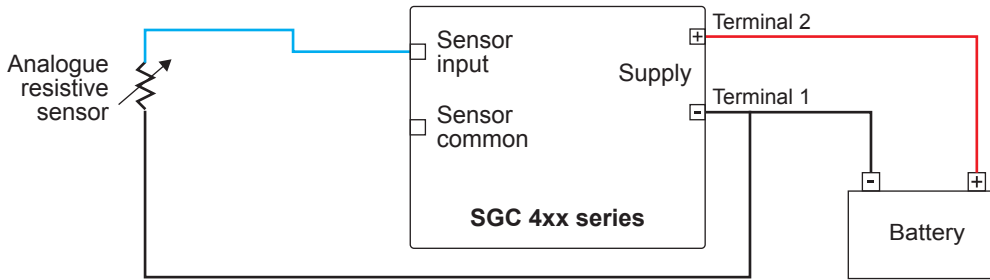 Analogue
resistive
sensor
Sensor
input
Sensor
common
Supply
+
-
SGC 4xx series
Terminal 2
Terminal 1
-
+
Battery